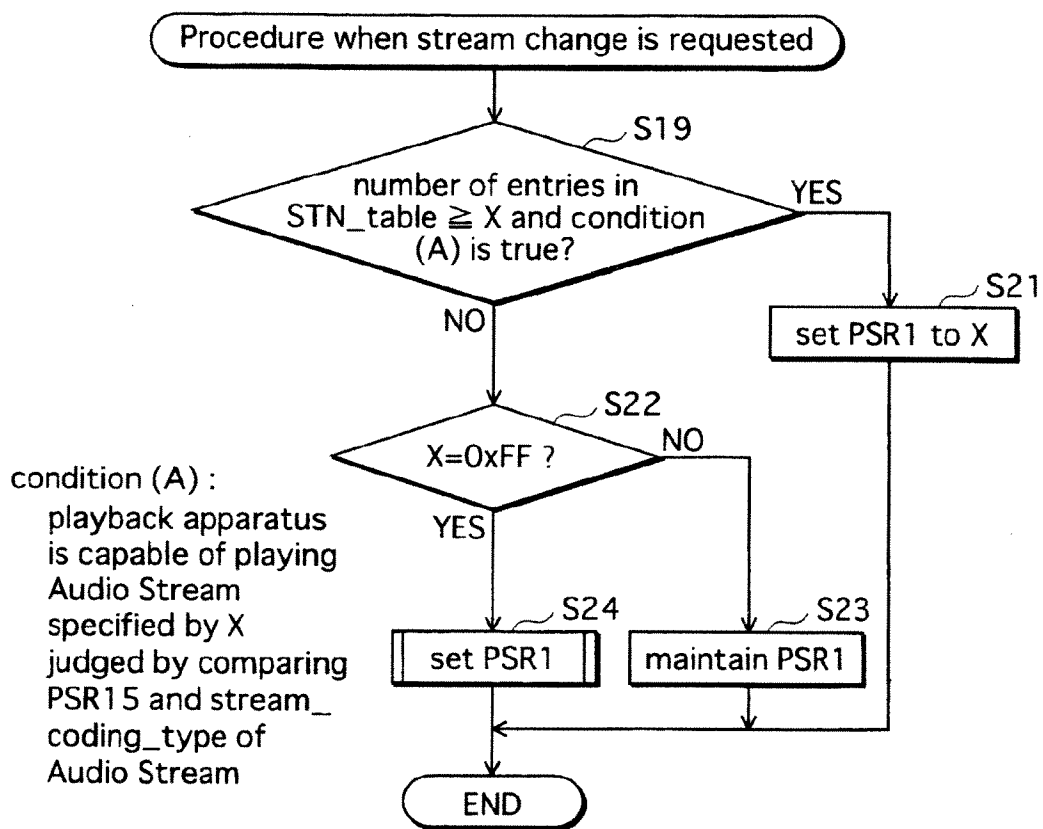 Procedure when stream change is requested
S19
number of entries in
STN_table ≧ X and condition
(A) is true?
YES
NO
S21
set PSR1 to X
S22
X=0xFF ?
NO
YES
condition (A) :
playback apparatus
is capable of playing
Audio Stream
specified by X
judged by comparing
PSR15 and stream_
coding_type of
Audio Stream
S24
set PSR1
S23
maintain PSR1
END